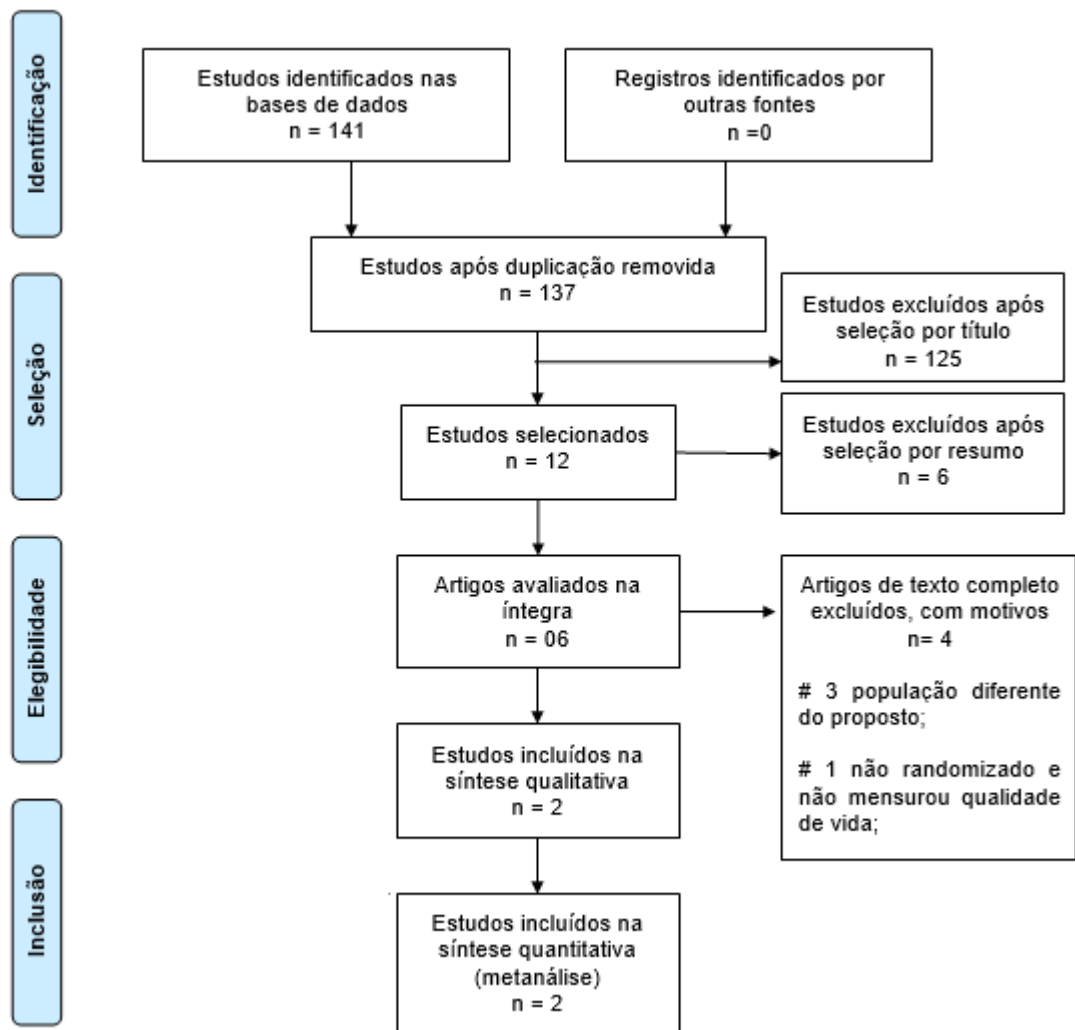 Identificação
Estudos identificados nas
bases de dados
n = 141
Registros identificados por
outras fontes
n =0
Estudos após duplicação removida
n = 137
Seleção
Estudos excluídos após
seleção por título
n = 125
Estudos selecionados
n = 12
Estudos excluídos após
seleção por resumo
n = 6
Elegibilidade
Artigos avaliados na
íntegra
n = 06
Artigos de texto completo
excluídos, com motivos
n= 4
# 3 população diferente
do proposto;
# 1 não randomizado e
não mensurou qualidade
de vida;
Estudos incluídos na
síntese qualitativa
n = 2
Inclusão
Estudos incluídos na
síntese quantitativa
(metanálise)
n = 2